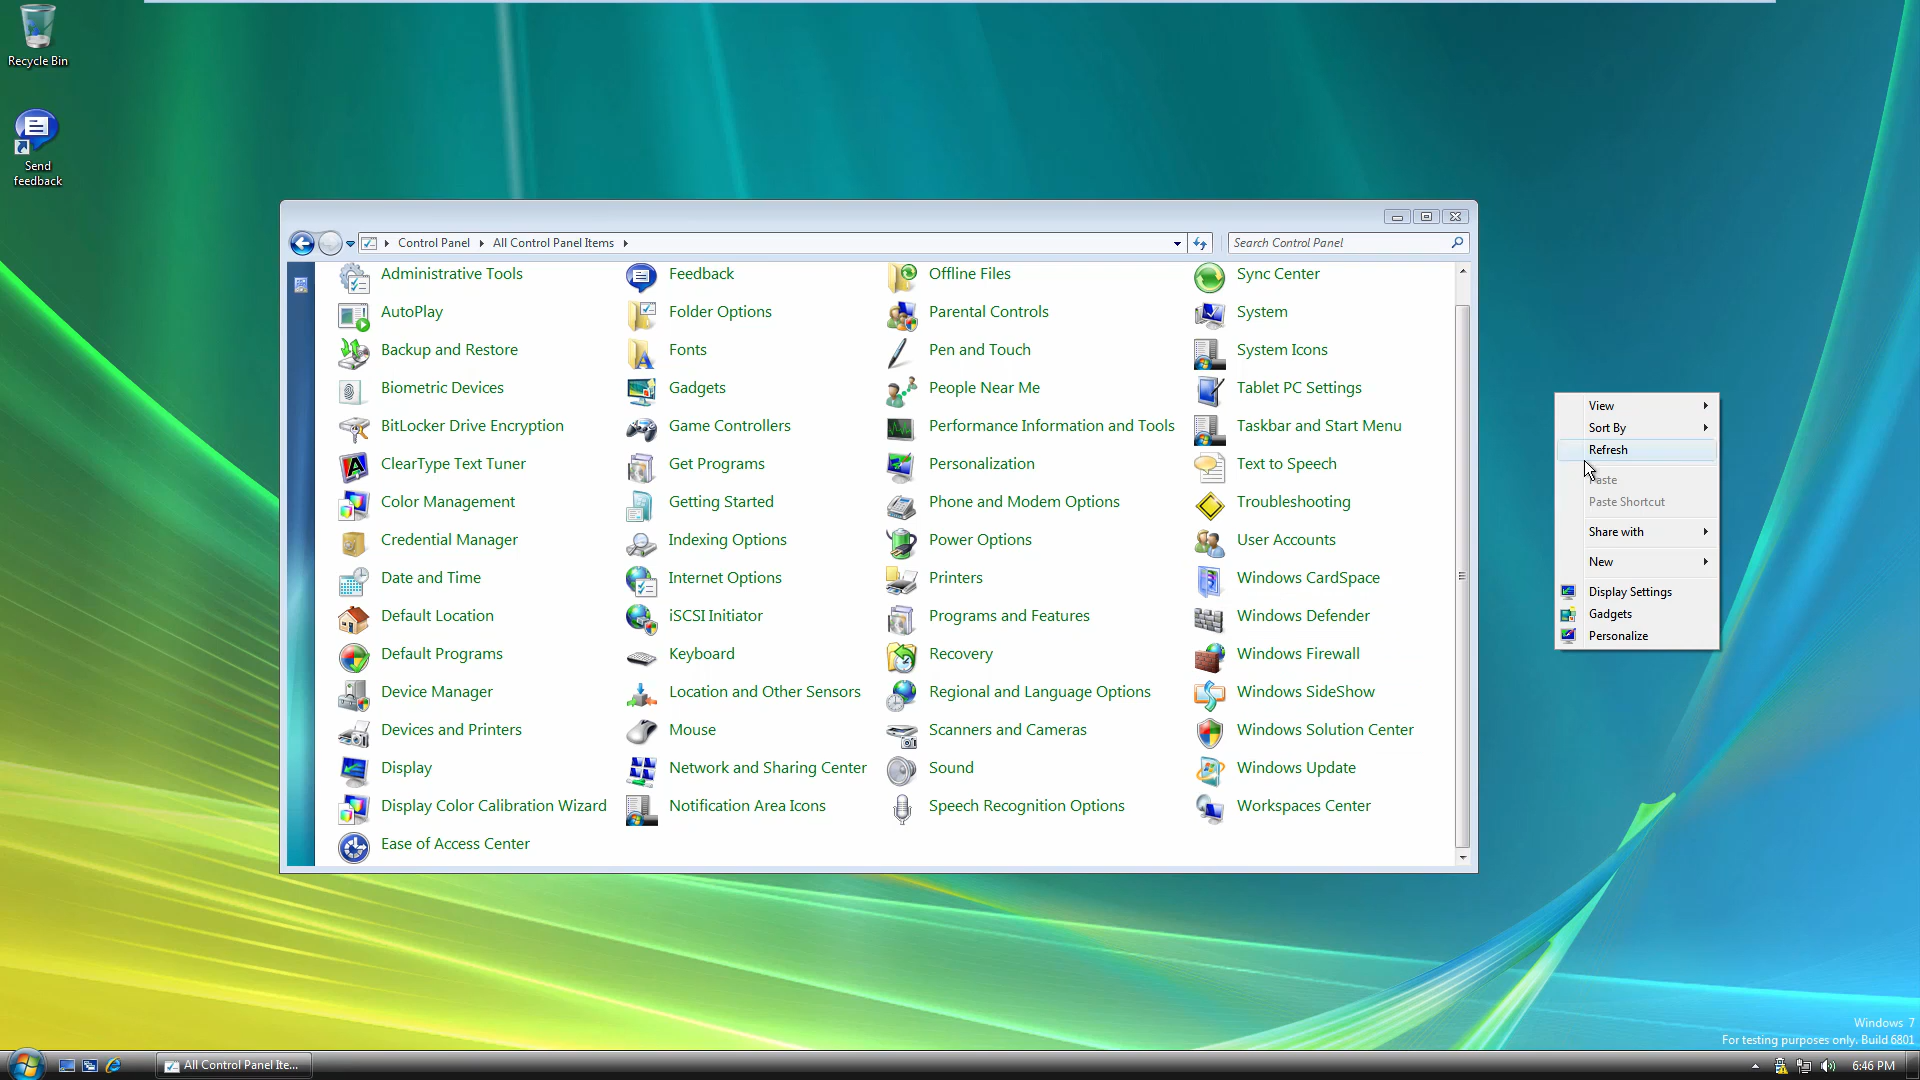 Recycle Bin
Send
feedback
Control Panel
All Control Panel Items
Search Control Panel
Administrative Tools
AutoPlay
Backup and Restore
Biometric Devices
BitLocker Drive Encryption
ClearType Text Tuner
Color Management
Credential Manager
Date and Time
Default Location
Default Programs
Device Manager
Devices and Printers
Display
Display Color Calibration Wizard
Ease of Access Center
Feedback
Folder Options
Fonts
Gadgets
Game Controllers
Get Programs
Getting Started
Indexing Options
Internet Options
iSCSI Initiator
Keyboard
Location and Other Sensors
Mouse
Network and Sharing Center
Notification Area Icons
Offline Files
Parental Controls
Pen and Touch
People Near Me
Performance Information and Tools
Personalization
Phone and Modem Options
Power Options
Printers
Programs and Features
Recovery
Regional and Language Options
Scanners and Cameras
Sound
Speech Recognition Options
Sync Center
System
System Icons
Tablet PC Settings
Taskbar and Start Menu
Text to Speech
Troubleshooting
User Accounts
Windows CardSpace
Windows Defender
Windows Firewall
Windows SideShow
Windows Solution Center
Windows Update
Workspaces Center
View
Sort By
Refresh
Paste
Paste Shortcut
Share with
New
Display Settings
Gadgets
Personalize
Windows 7
For testing purposes only. Build 6801
All Control Panel Ite...
6:46 PM